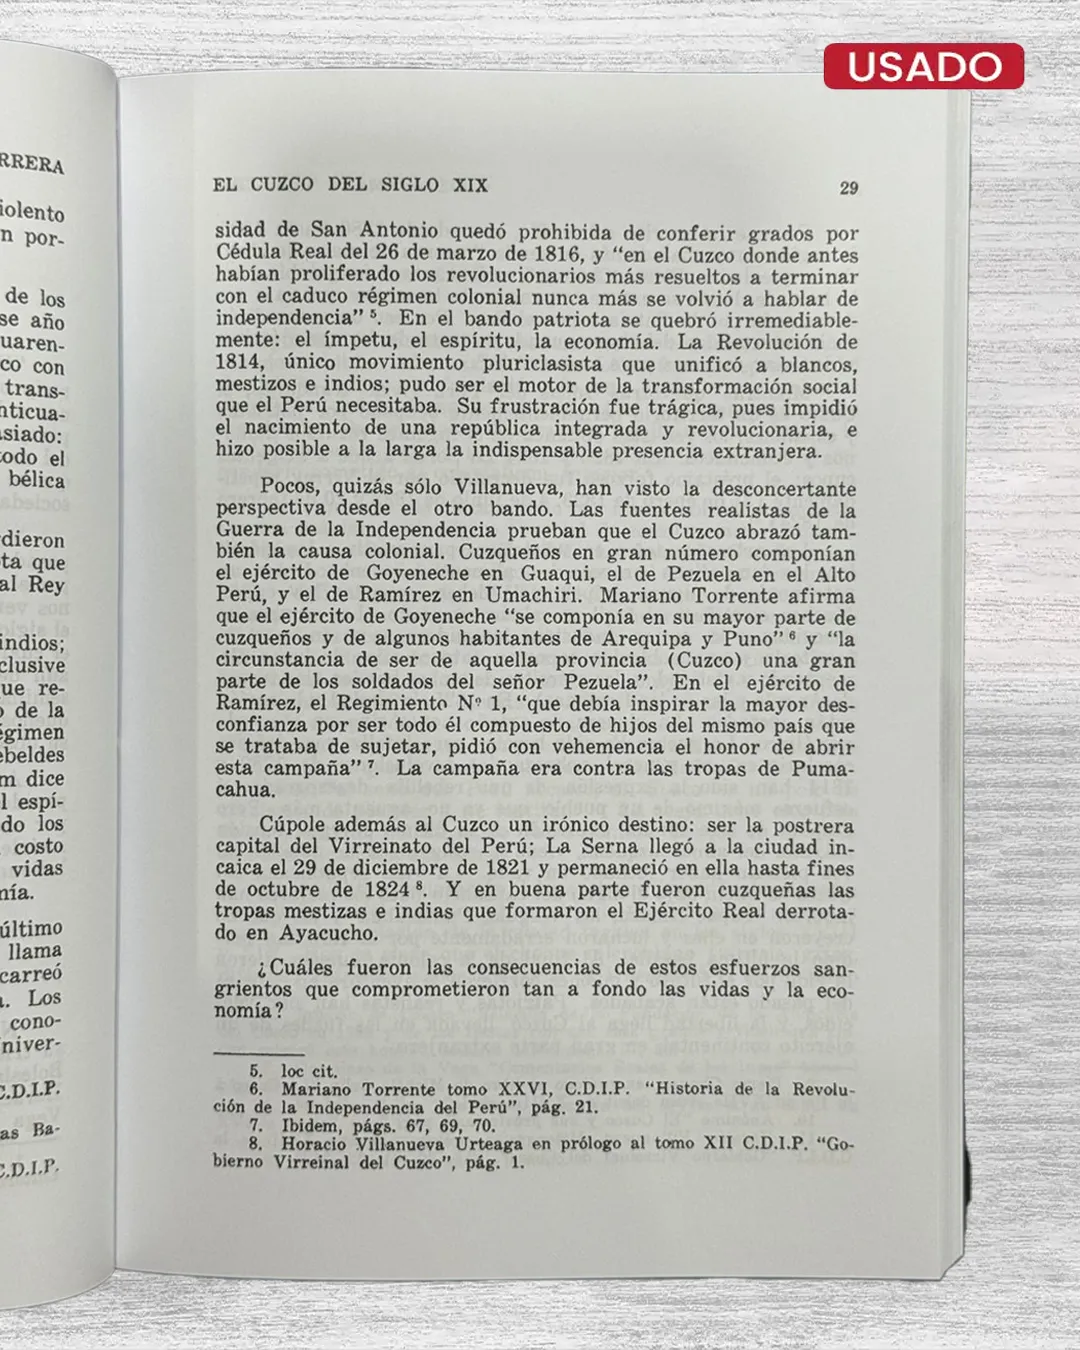 USADO
RRERA
iolento
n por-
de los
se año
uaren-
co con
trans-
nticua-
siado:
todo el
bélica
dieron
ta que
al Rey
indios;
clusive
ue re-
o de la
égimen
ebeldes
m dice
l espí-
do los
costo
vidas
mía.
último
llama
carreó
a. Los
cono-
niver-
C.D.I.P.
as Ba-
C.D.I.P.
EL CUZCO DEL SIGLO XIX 29
sidad de San Antonio quedó prohibida de conferir grados por
Cédula Real del 26 de marzo de 1816, y “en el Cuzco donde antes
habían proliferado los revolucionarios más resueltos a terminar
con el caduco régimen colonial nunca más se volvió a hablar de
independencia” ⁵. En el bando patriota se quebró irremediable-
mente: el ímpetu, el espíritu, la economía. La Revolución de
1814, único movimiento pluriclasista que unificó a blancos,
mestizos e indios; pudo ser el motor de la transformación social
que el Perú necesitaba. Su frustración fue trágica, pues impidió
el nacimiento de una república integrada y revolucionaria, e
hizo posible a la larga la indispensable presencia extranjera.
Pocos, quizás sólo Villanueva, han visto la desconcertante
perspectiva desde el otro bando. Las fuentes realistas de la
Guerra de la Independencia prueban que el Cuzco abrazó tam-
bién la causa colonial. Cuzqueños en gran número componían
el ejército de Goyeneche en Guaqui, el de Pezuela en el Alto
Perú, y el de Ramírez en Umachiri. Mariano Torrente afirma
que el ejército de Goyeneche “se componía en su mayor parte de
cuzqueños y de algunos habitantes de Arequipa y Puno” ⁶ y “la
circunstancia de ser de aquella provincia (Cuzco) una gran
parte de los soldados del señor Pezuela”. En el ejército de
Ramírez, el Regimiento Nº 1, “que debía inspirar la mayor des-
confianza por ser todo él compuesto de hijos del mismo país que
se trataba de sujetar, pidió con vehemencia el honor de abrir
esta campaña” ⁷. La campaña era contra las tropas de Puma-
cahua.
Cúpole además al Cuzco un irónico destino: ser la postrera
capital del Virreinato del Perú; La Serna llegó a la ciudad in-
caica el 29 de diciembre de 1821 y permaneció en ella hasta fines
de octubre de 1824 ⁸. Y en buena parte fueron cuzqueñas las
tropas mestizas e indias que formaron el Ejército Real derrota-
do en Ayacucho.
¿Cuáles fueron las consecuencias de estos esfuerzos san-
grientos que comprometieron tan a fondo las vidas y la eco-
nomía?
5. loc cit.
6. Mariano Torrente tomo XXVI, C.D.I.P. “Historia de la Revolu-
ción de la Independencia del Perú”, pág. 21.
7. Ibidem, págs. 67, 69, 70.
8. Horacio Villanueva Urteaga en prólogo al tomo XII C.D.I.P. “Go-
bierno Virreinal del Cuzco”, pág. 1.